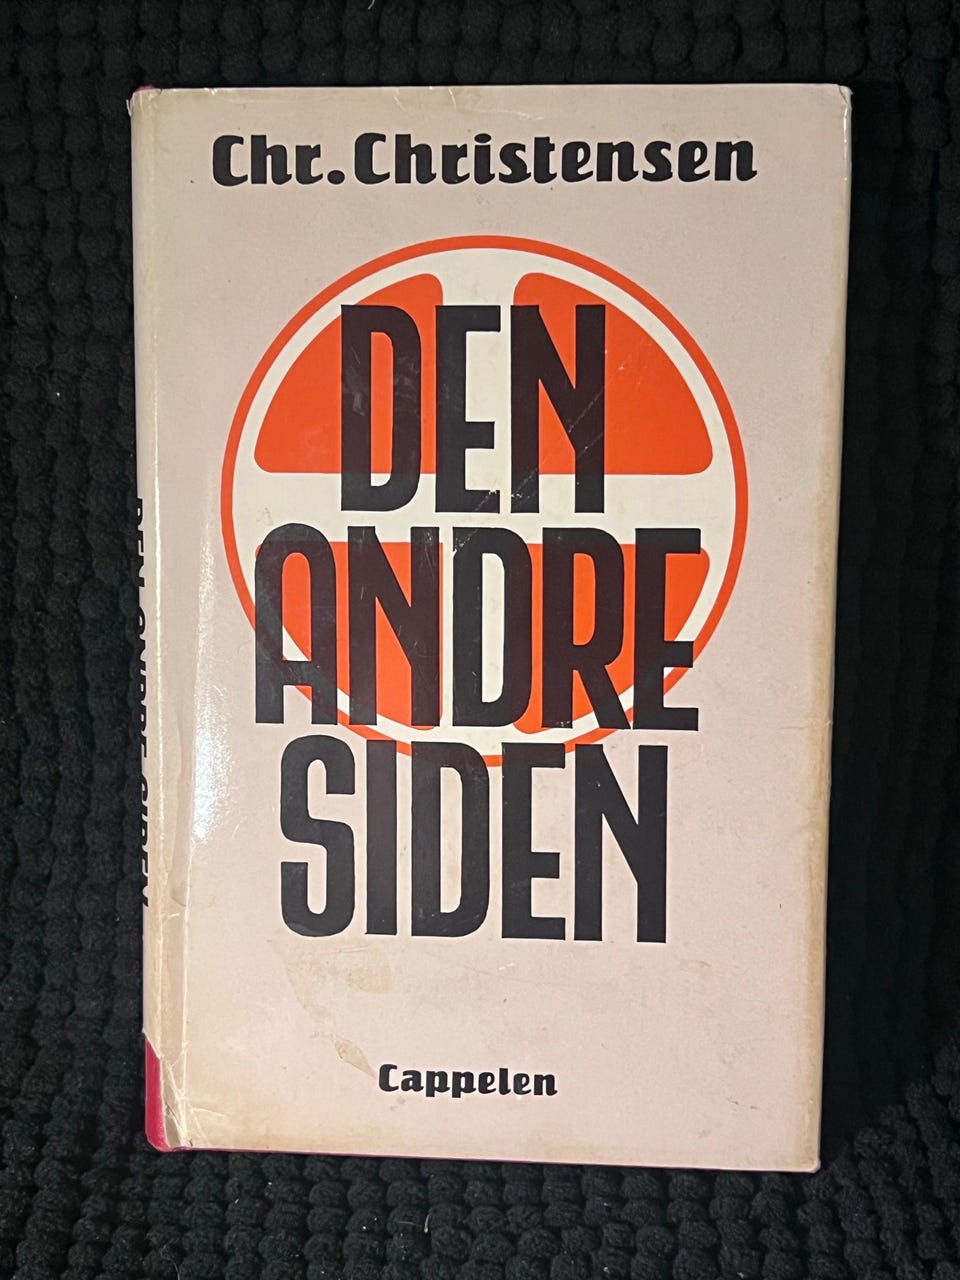 Chr. Christensen
DEN
ANDRE
SIDEN
Cappelen
DEN ANDRE SIDEN